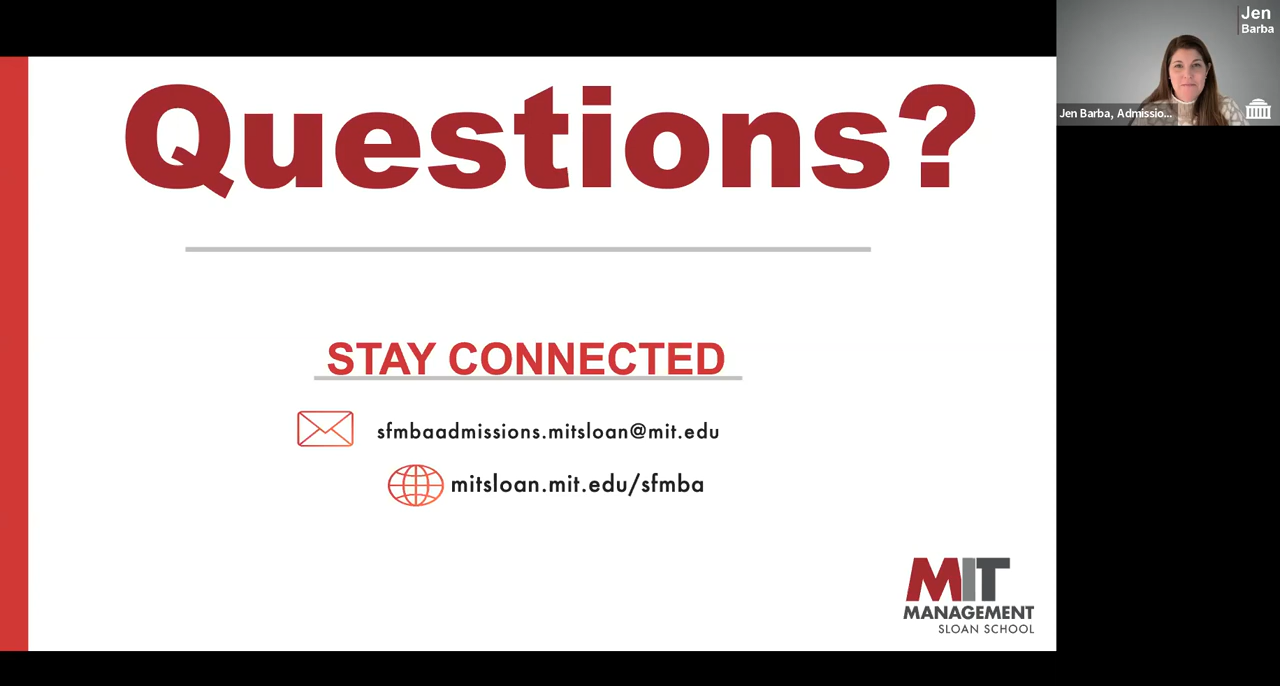 Questions?
STAY CONNECTED
sfmbaadmissions.mitsloan@mit.edu
mitsloan.mit.edu/sfmba
MIT
MANAGEMENT
SLOAN SCHOOL
Jen
Barba
Jen Barba, Admissio...